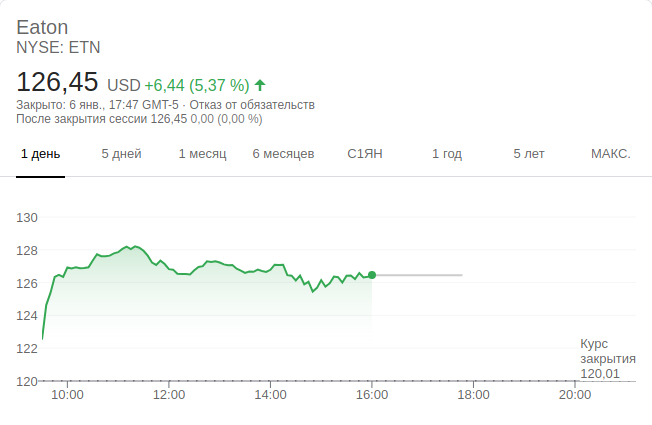 Eaton
NYSE: ETN
126,45 USD +6,44 (5,37 %)
Закрыто: 6 янв., 17:47 GMT-5 · Отказ от обязательств
После закрытия сессии 126,45 0,00 (0,00 %)
1 день 5 дней 1 месяц 6 месяцев С1ЯН 1 год 5 лет МАКС.
130
128
126
124
122
120
Курс
закрытия
120,01
10:00 12:00 14:00 16:00 18:00 20:00